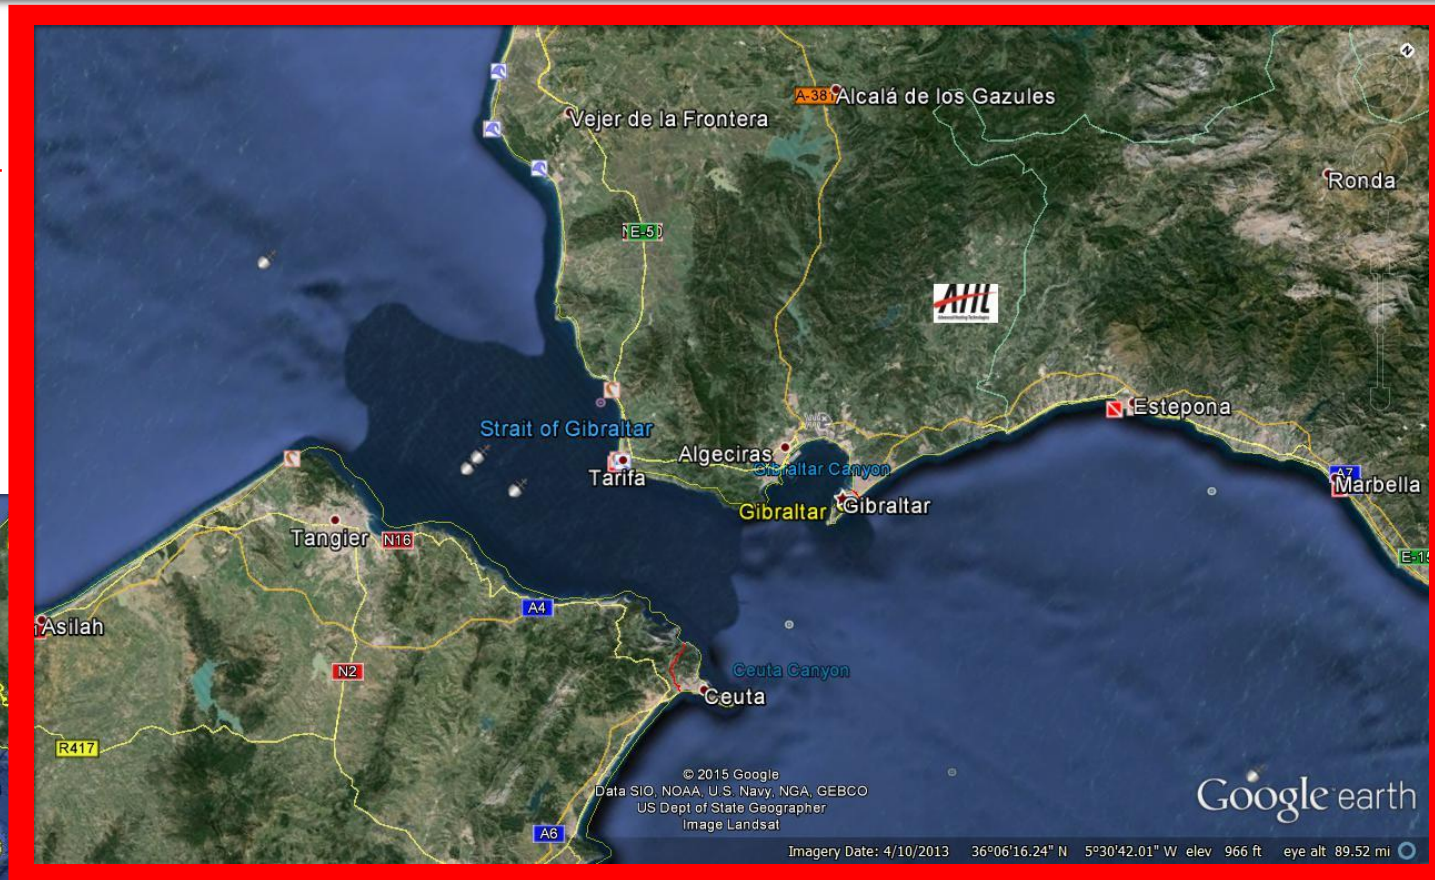 N
A-381
Alcalá de los Gazules
Vejer de la Frontera
Ronda
E-5
AHL
Strait of Gibraltar
Estepona
Algeciras
Gibraltar Canyon
Tarifa
A7
Marbella
Gibraltar
Gibraltar
Tangier
N16
E-15
A4
Asilah
N2
Ceuta Canyon
Ceuta
R417
© 2015 Google
Data SIO, NOAA, U.S. Navy, NGA, GEBCO
US Dept of State Geographer
Image Landsat
Google earth
A6
Imagery Date: 4/10/2013 36°06'16.24" N 5°30'42.01" W elev 966 ft eye alt 89.52 mi